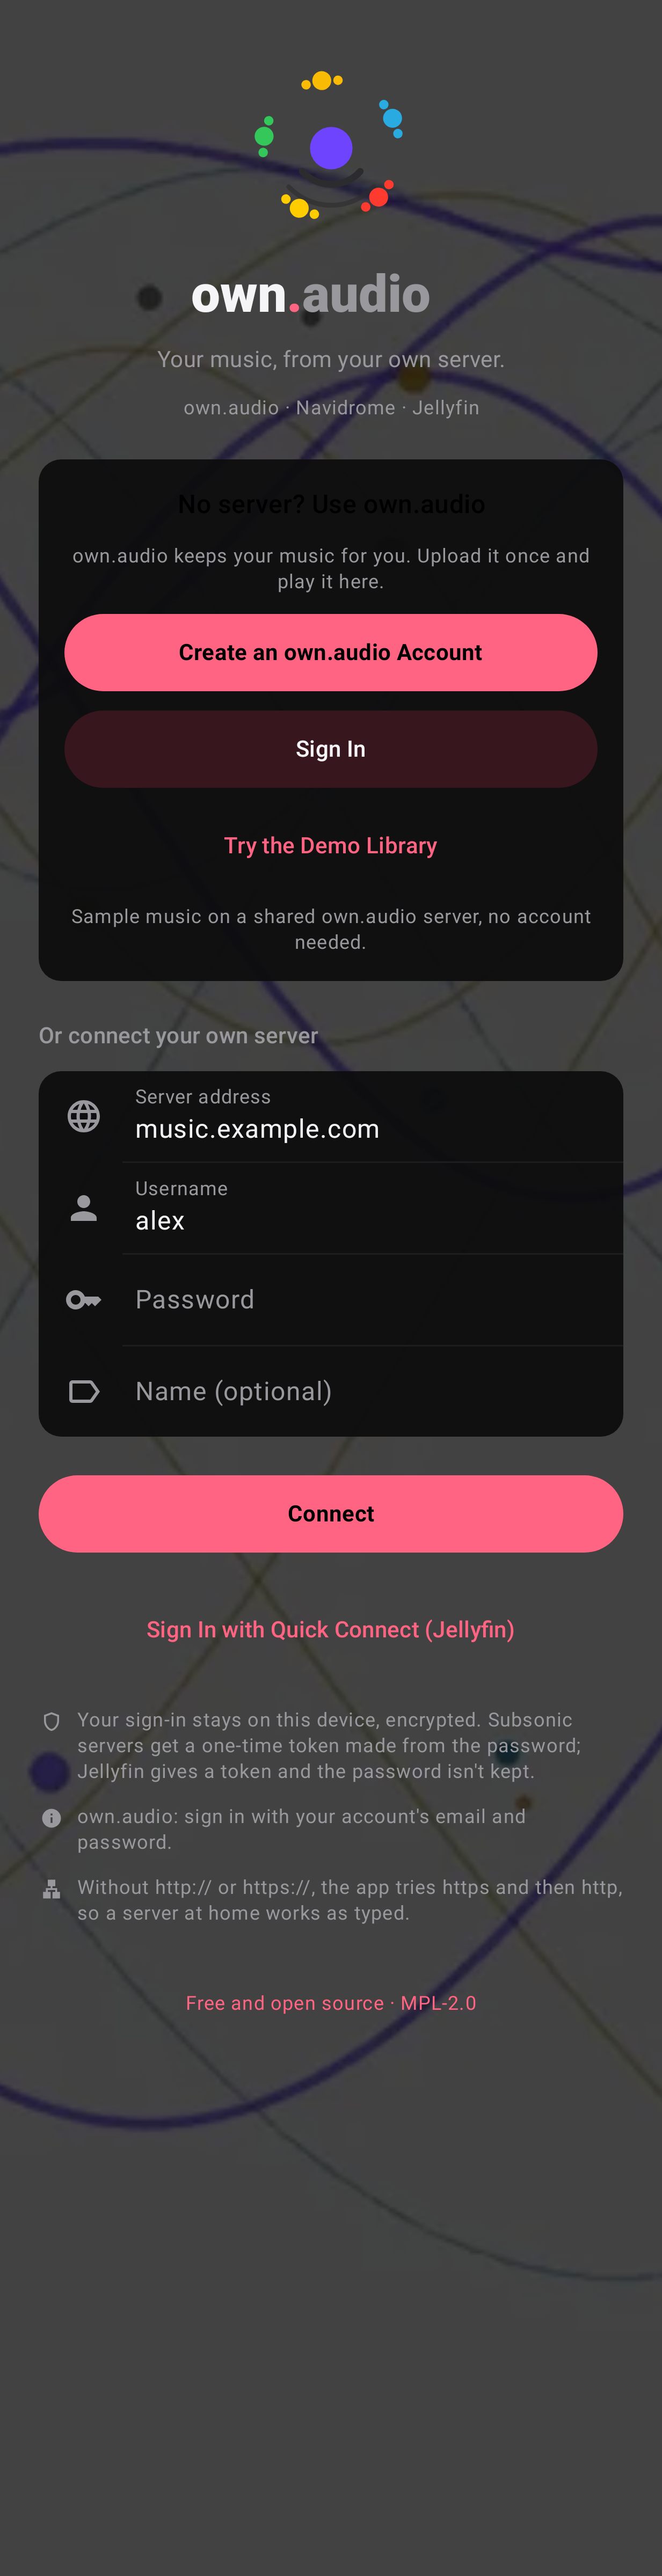 own.audio
Your music, from your own server.
own.audio · Navidrome · Jellyfin
No server? Use own.audio
own.audio keeps your music for you. Upload it once and
play it here.
Create an own.audio Account
Sign In
Try the Demo Library
Sample music on a shared own.audio server, no account
needed.
Or connect your own server
Server address
music.example.com
Username
alex
Password
Name (optional)
Connect
Sign In with Quick Connect (Jellyfin)
Your sign-in stays on this device, encrypted. Subsonic
servers get a one-time token made from the password;
Jellyfin gives a token and the password isn't kept.
own.audio: sign in with your account's email and
password.
Without http:// or https://, the app tries https and then http,
so a server at home works as typed.
Free and open source · MPL-2.0